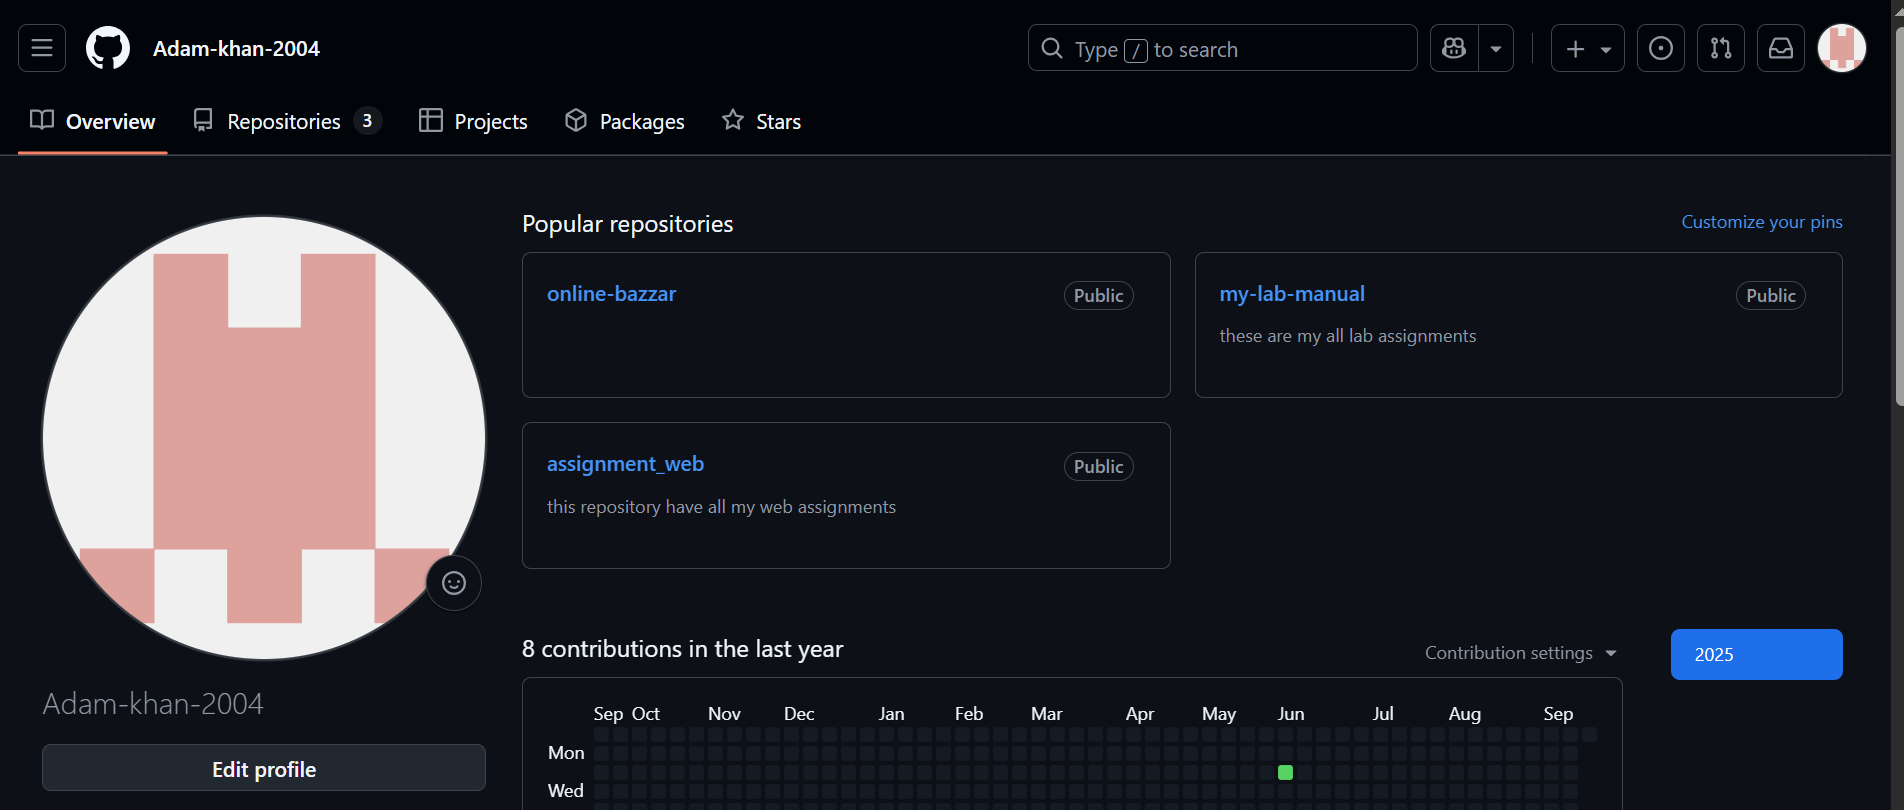 Adam-khan-2004
Type / to search
Overview
Repositories 3
Projects
Packages
Stars
Popular repositories
Customize your pins
online-bazzar
Public
my-lab-manual
Public
these are my all lab assignments
assignment_web
Public
this repository have all my web assignments
8 contributions in the last year
Contribution settings
2025
Adam-khan-2004
Edit profile
Sep Oct Nov Dec Jan Feb Mar Apr May Jun Jul Aug Sep
Mon
Wed